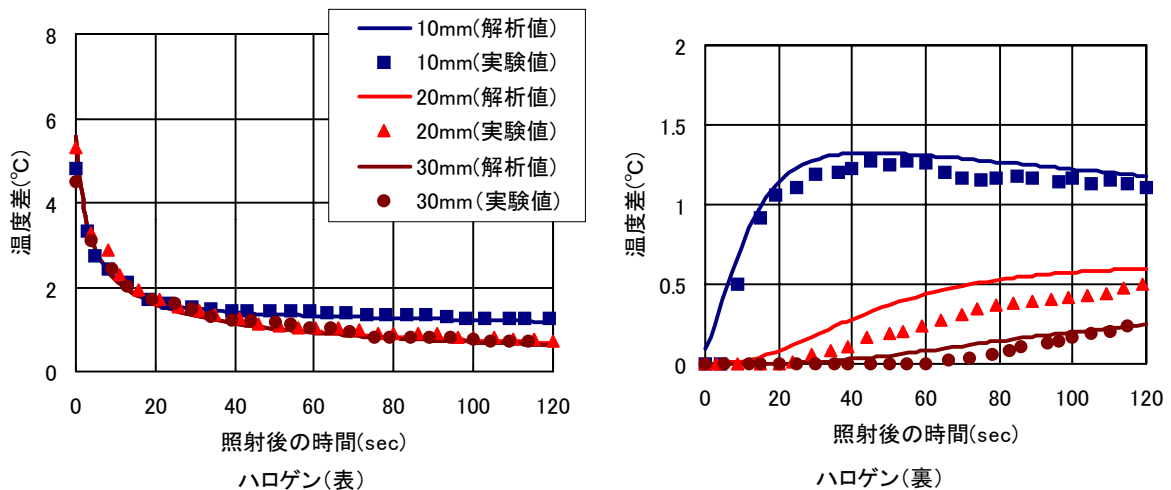 10mm(解析値)
10mm(実験値)
20mm(解析値)
20mm(実験値)
30mm(解析値)
30mm(実験値)
8
6
4
2
0
温度差(℃)
0 20 40 60 80 100 120
照射後の時間(sec)
ハロゲン(表)
2
1.5
1
0.5
0
温度差(℃)
0 20 40 60 80 100 120
照射後の時間(sec)
ハロゲン(裏)